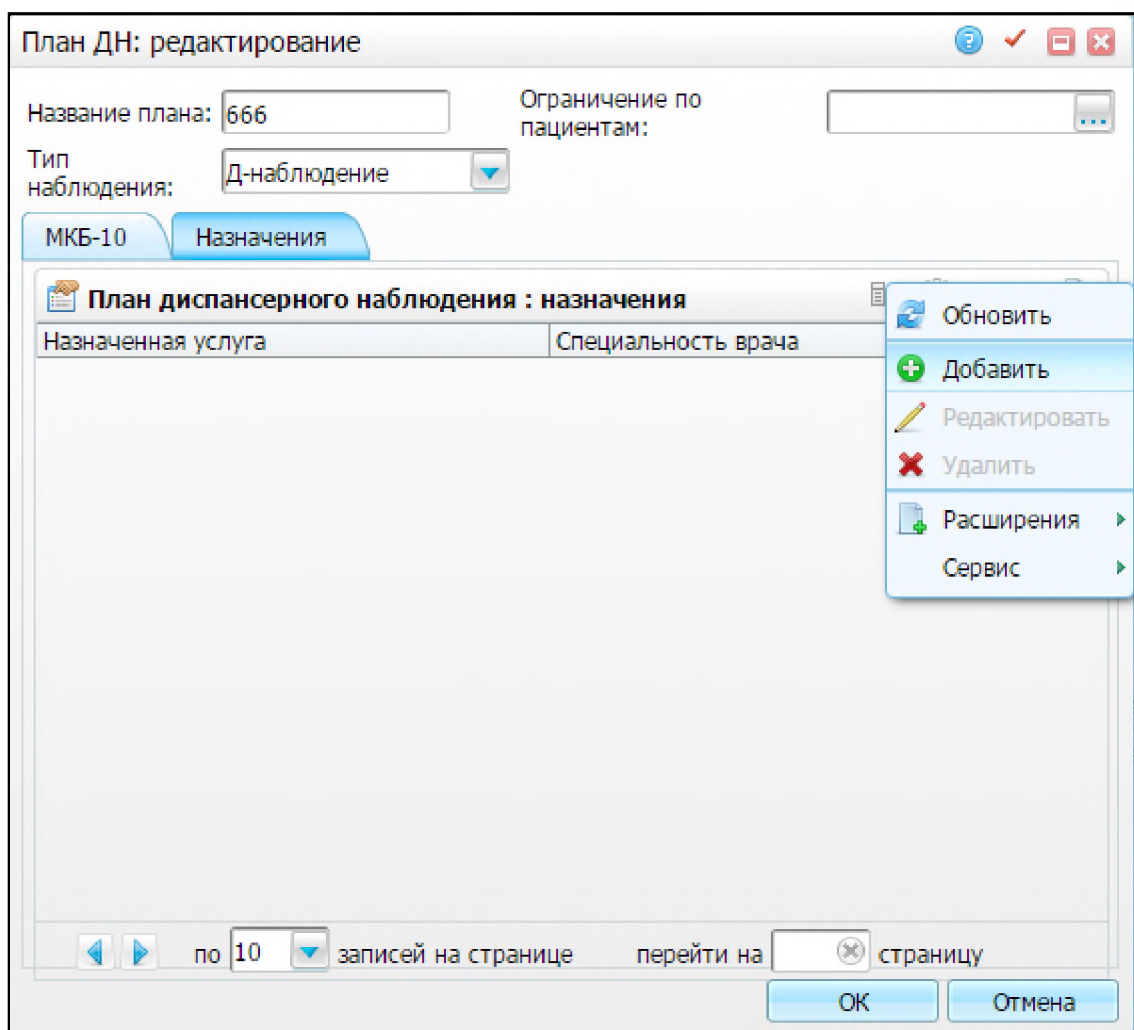 План ДН: редактирование
Название плана: 666
Ограничение по
пациентам:
...
Тип
наблюдения:
Д-наблюдение
МКБ-10 Назначения
План диспансерного наблюдения : назначения
Назначенная услуга Специальность врача
Обновить
Добавить
Редактировать
Удалить
Расширения
Сервис
по 10 записей на странице перейти на страницу
ОК Отмена